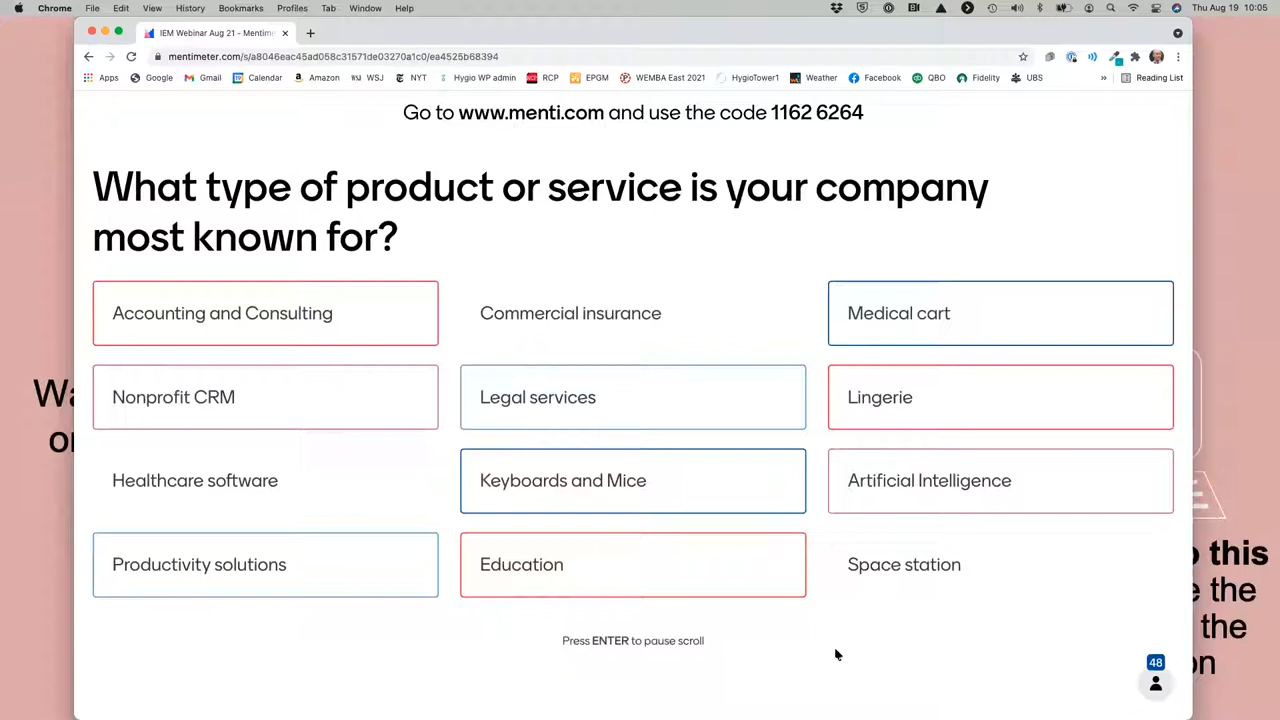 Chrome File Edit View History Bookmarks Profiles Tab Window Help Thu Aug 19 10:05
IEM Webinar Aug 21 - Mentime
mentimeter.com/s/a8046eac45ad058c31571de03270a1c0/ea4525b68394
Apps Google Gmail Calendar Amazon WSJ NYT Hygio WP admin RCP EPGM WEMBA East 2021 HygioTower1 Weather Facebook QBO Fidelity UBS » Reading List
Go to www.menti.com and use the code 1162 6264
What type of product or service is your company
most known for?
Accounting and Consulting Commercial insurance Medical cart
Nonprofit CRM Legal services Lingerie
Healthcare software Keyboards and Mice Artificial Intelligence
Productivity solutions Education Space station
Press ENTER to pause scroll
48
this
the
the